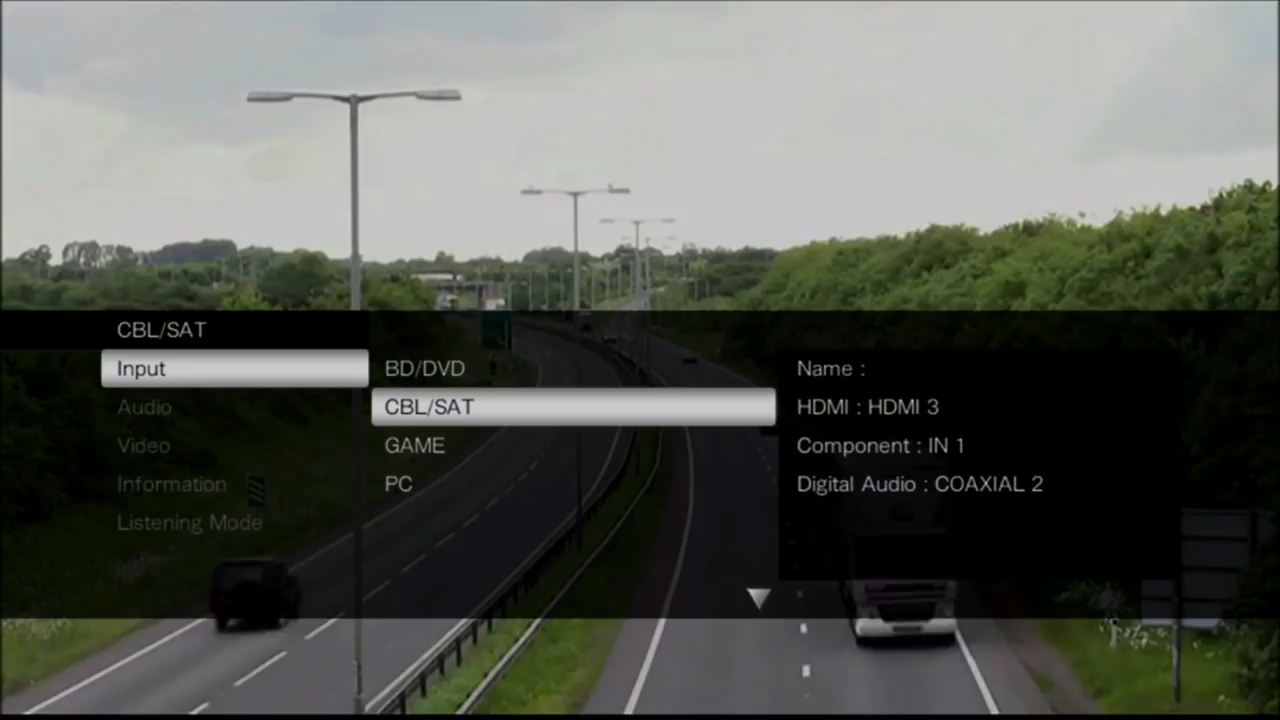 CBL/SAT
Input
Audio
Video
Information
Listening Mode
BD/DVD
CBL/SAT
GAME
PC
Name :
HDMI : HDMI 3
Component : IN 1
Digital Audio : COAXIAL 2